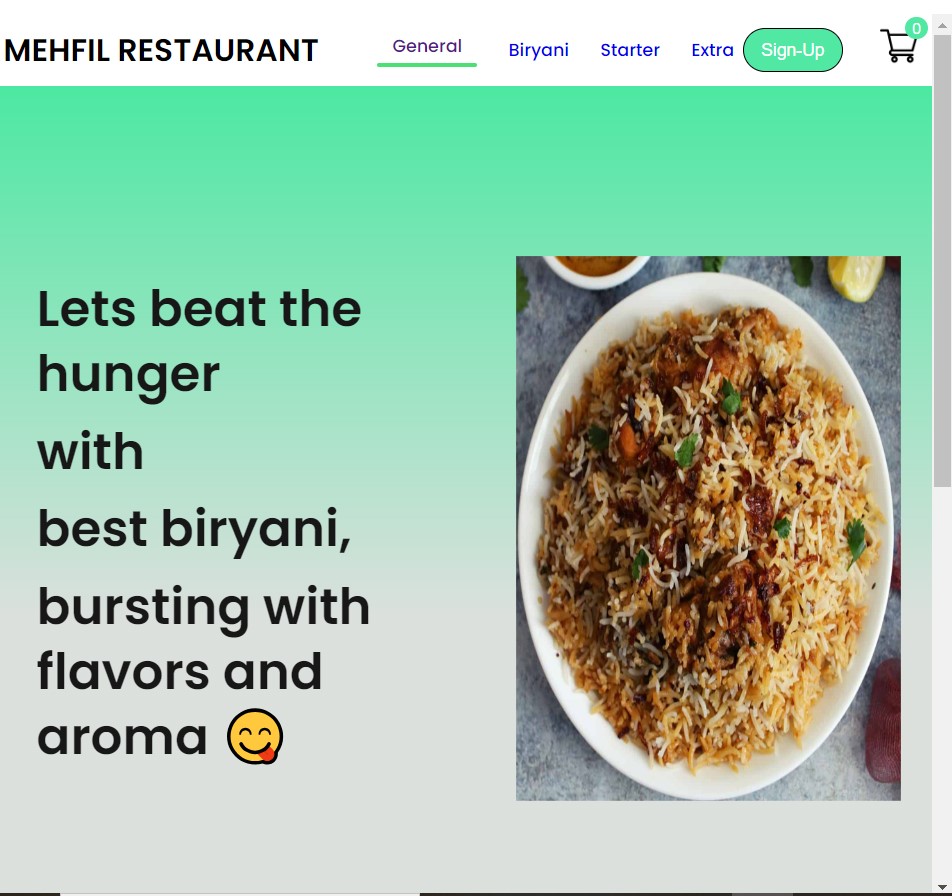 MEHFIL RESTAURANT
General
Biryani
Starter
Extra
Sign-Up
0
Lets beat the
hunger
with
best biryani,
bursting with
flavors and
aroma 😋